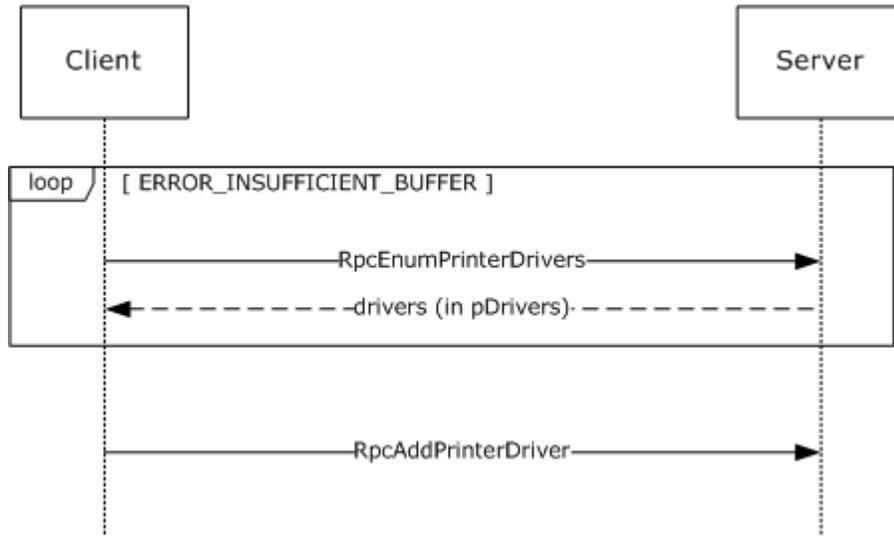 Client
Server
loop
[ ERROR_INSUFFICIENT_BUFFER ]
RpcEnumPrinterDrivers
drivers (in pDrivers)
RpcAddPrinterDriver